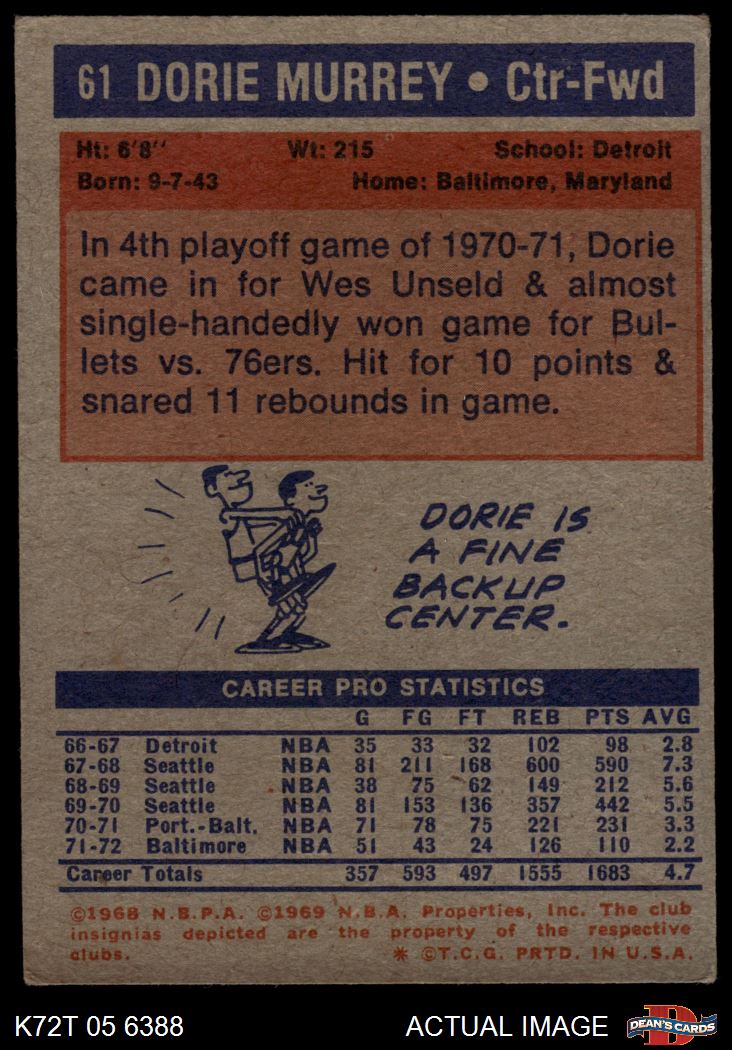 61 DORIE MURREY • Ctr-Fwd
Ht: 6'8'' Wt: 215 School: Detroit
Born: 9-7-43 Home: Baltimore, Maryland
In 4th playoff game of 1970-71, Dorie
came in for Wes Unseld & almost
single-handedly won game for Bul-
lets vs. 76ers. Hit for 10 points &
snared 11 rebounds in game.
DORIE IS
A FINE
BACKUP
CENTER.
CAREER PRO STATISTICS
G FG FT REB PTS AVG
66-67 Detroit NBA 35 33 32 102 98 2.8
67-68 Seattle NBA 81 211 168 600 590 7.3
68-69 Seattle NBA 38 75 62 149 212 5.6
69-70 Seattle NBA 81 153 136 357 442 5.5
70-71 Port.-Balt. NBA 71 78 75 221 231 3.3
71-72 Baltimore NBA 51 43 24 126 110 2.2
Career Totals 357 593 497 1555 1683 4.7
©1968 N.B.P.A. ©1969 N.B.A. Properties, Inc. The club
insignias depicted are the property of the respective
clubs. * ©T.C.G. PRTD. IN U.S.A.
K72T 05 6388 ACTUAL IMAGE DEAN'S CARDS